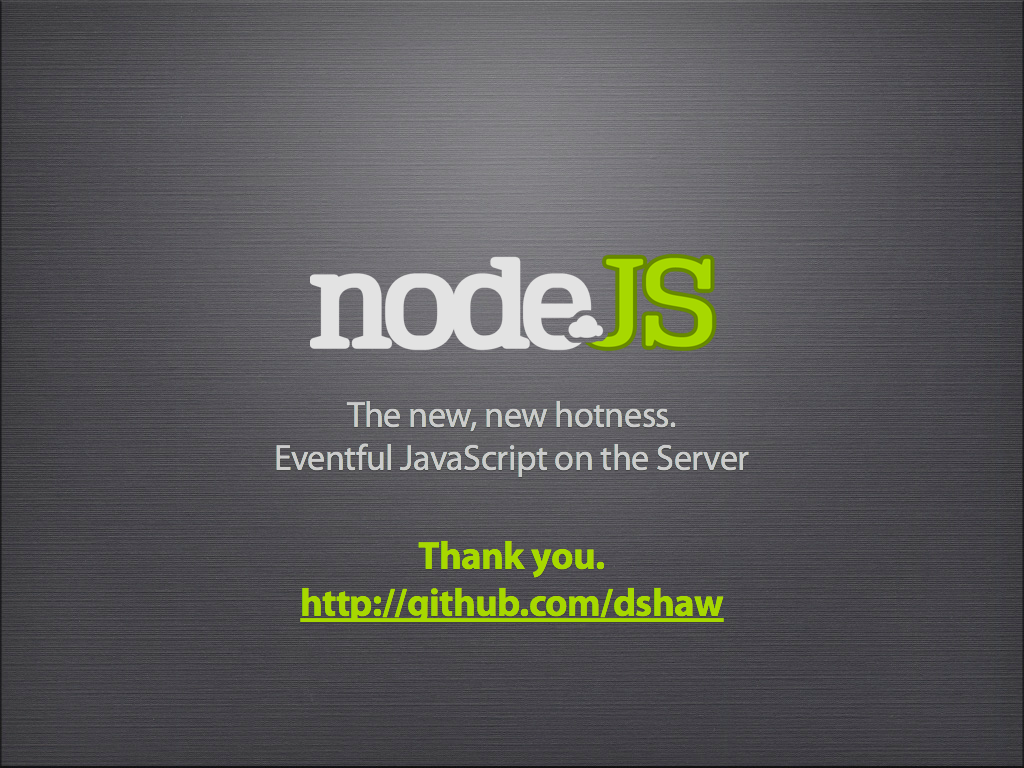 nodeJS
The new, new hotness.
Eventful JavaScript on the Server
Thank you.
http://github.com/dshaw